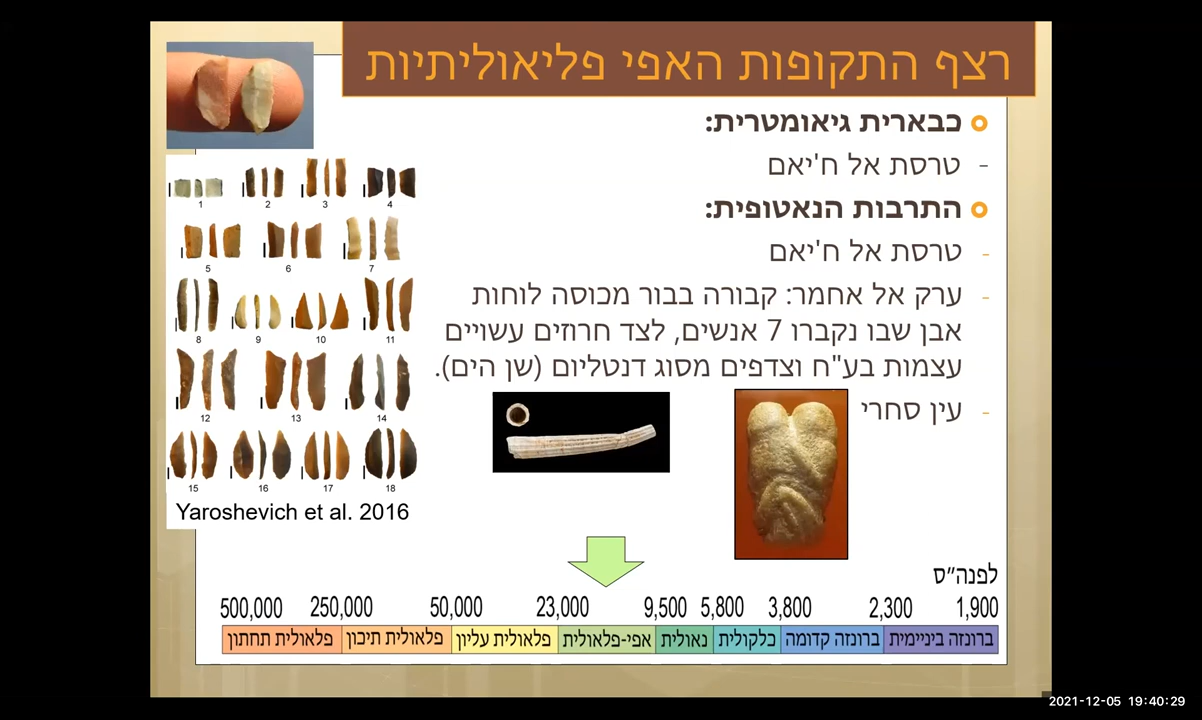 רצף התקופות האפי פליאוליתיות
כבארית גיאומטרית:
- טרסת אל ח'יאם
התרבות הנאטופית:
- טרסת אל ח'יאם
- ערק אל אחמר: קבורה בבור מכוסה לוחות
אבן שבו נקברו 7 אנשים, לצד חרוזים עשויים
עצמות בע"ח וצדפים מסוג דנטליום (שן הים).
- עין סחרי
1 2 3 4
5 6 7
8 9 10 11
12 13 14
15 16 17 18
Yaroshevich et al. 2016
לפנה"ס
500,000 250,000 50,000 23,000 9,500 5,800 3,800 2,300 1,900
פלאולית תחתון פלאולית תיכון פלאולית עליון אפי-פלאולית נאולית כלקולית ברונזה קדומה ברונזה ביניימית
2021-12-05 19:40:29